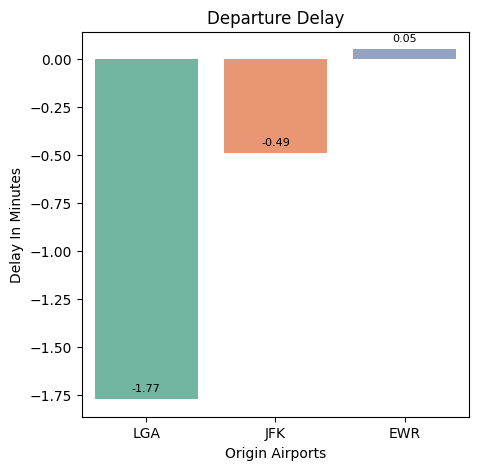 Departure Delay
0.05
0.00
−0.25
-0.49
−0.50
−0.75
−1.00
−1.25
−1.50
-1.77
−1.75
Delay In Minutes
LGA JFK EWR
Origin Airports